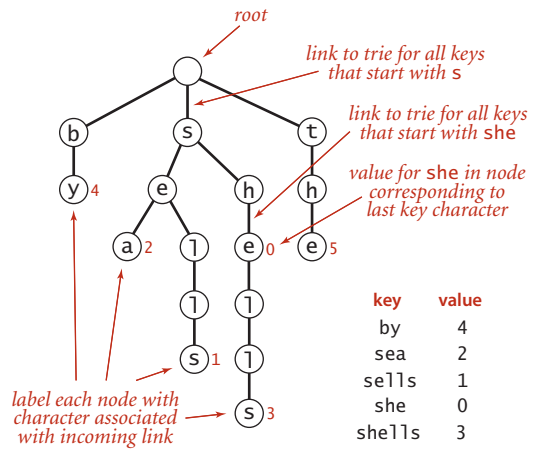 root
link to trie for all keys
that start with s
link to trie for all keys
that start with she
b
s
t
value for she in node
corresponding to
last key character
y 4
e
h
h
a 2
l
e 0
e 5
l
l
key value
by 4
s 1
l
sea 2
sells 1
label each node with
character associated
with incoming link
s 3
she 0
shells 3